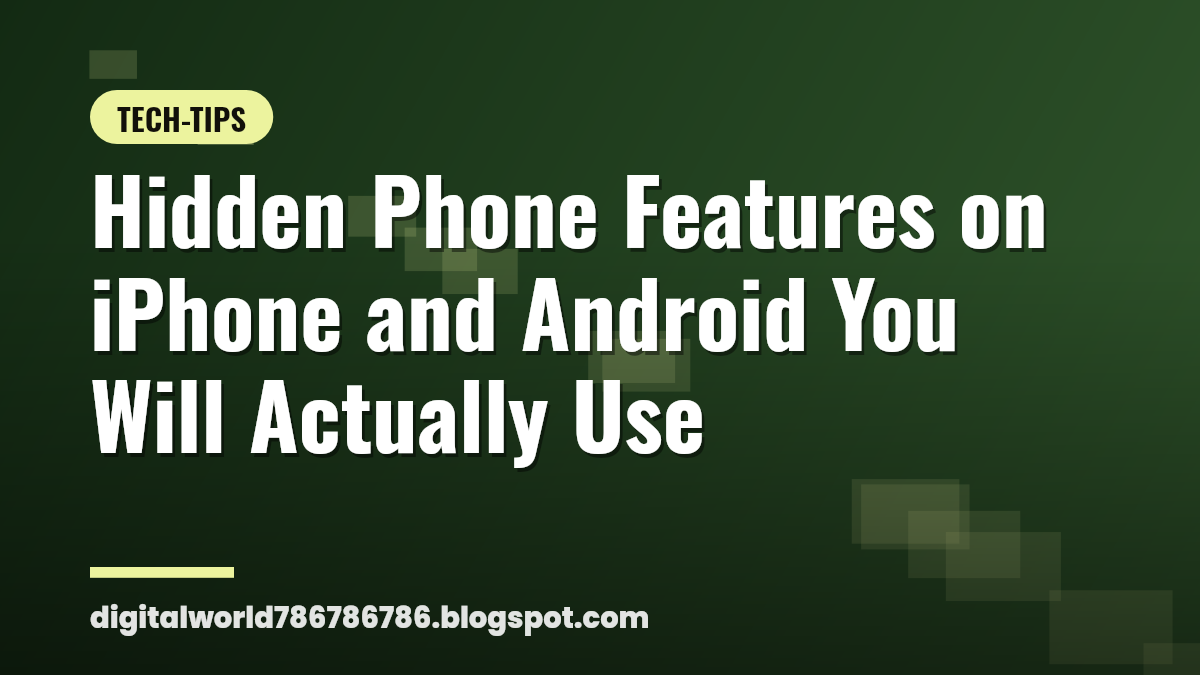 TECH-TIPS
Hidden Phone Features on
iPhone and Android You
Will Actually Use
digitalworld786786786.blogspot.com